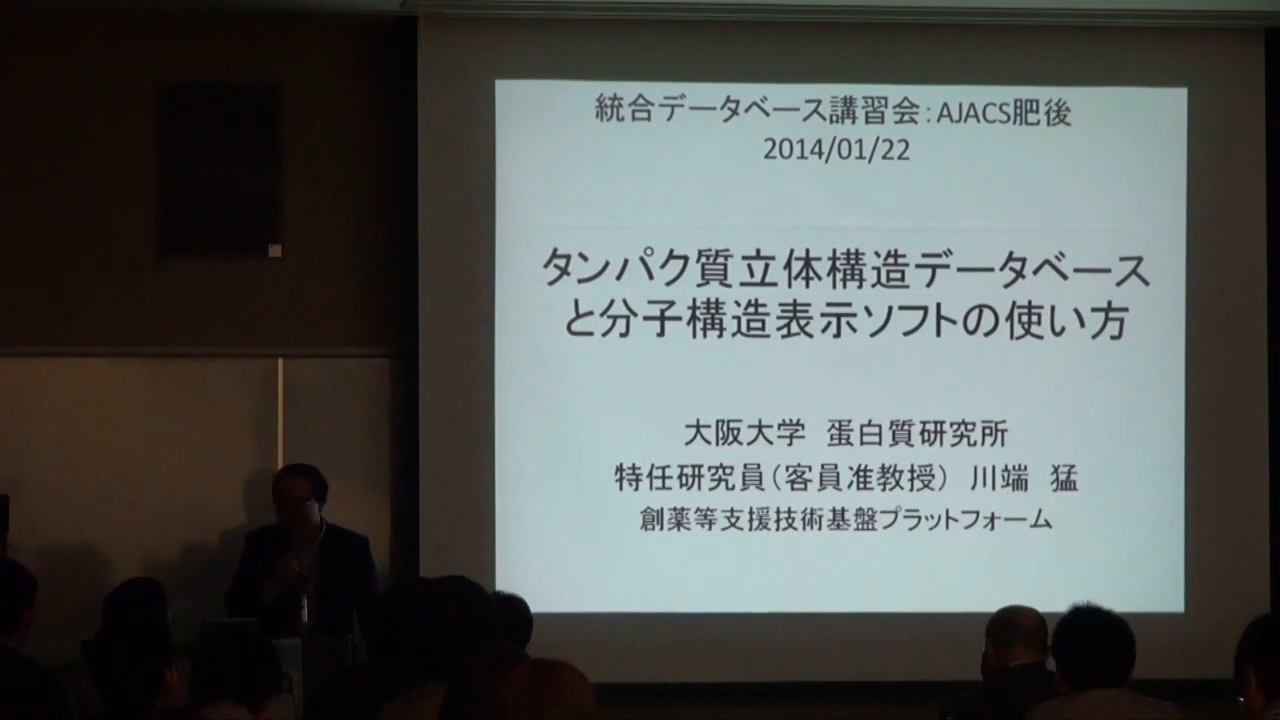 統合データベース講習会：AJACS肥後
2014/01/22
タンパク質立体構造データベース
と分子構造表示ソフトの使い方
大阪大学　蛋白質研究所
特任研究員（客員准教授）　川端　猛
創薬等支援技術基盤プラットフォーム